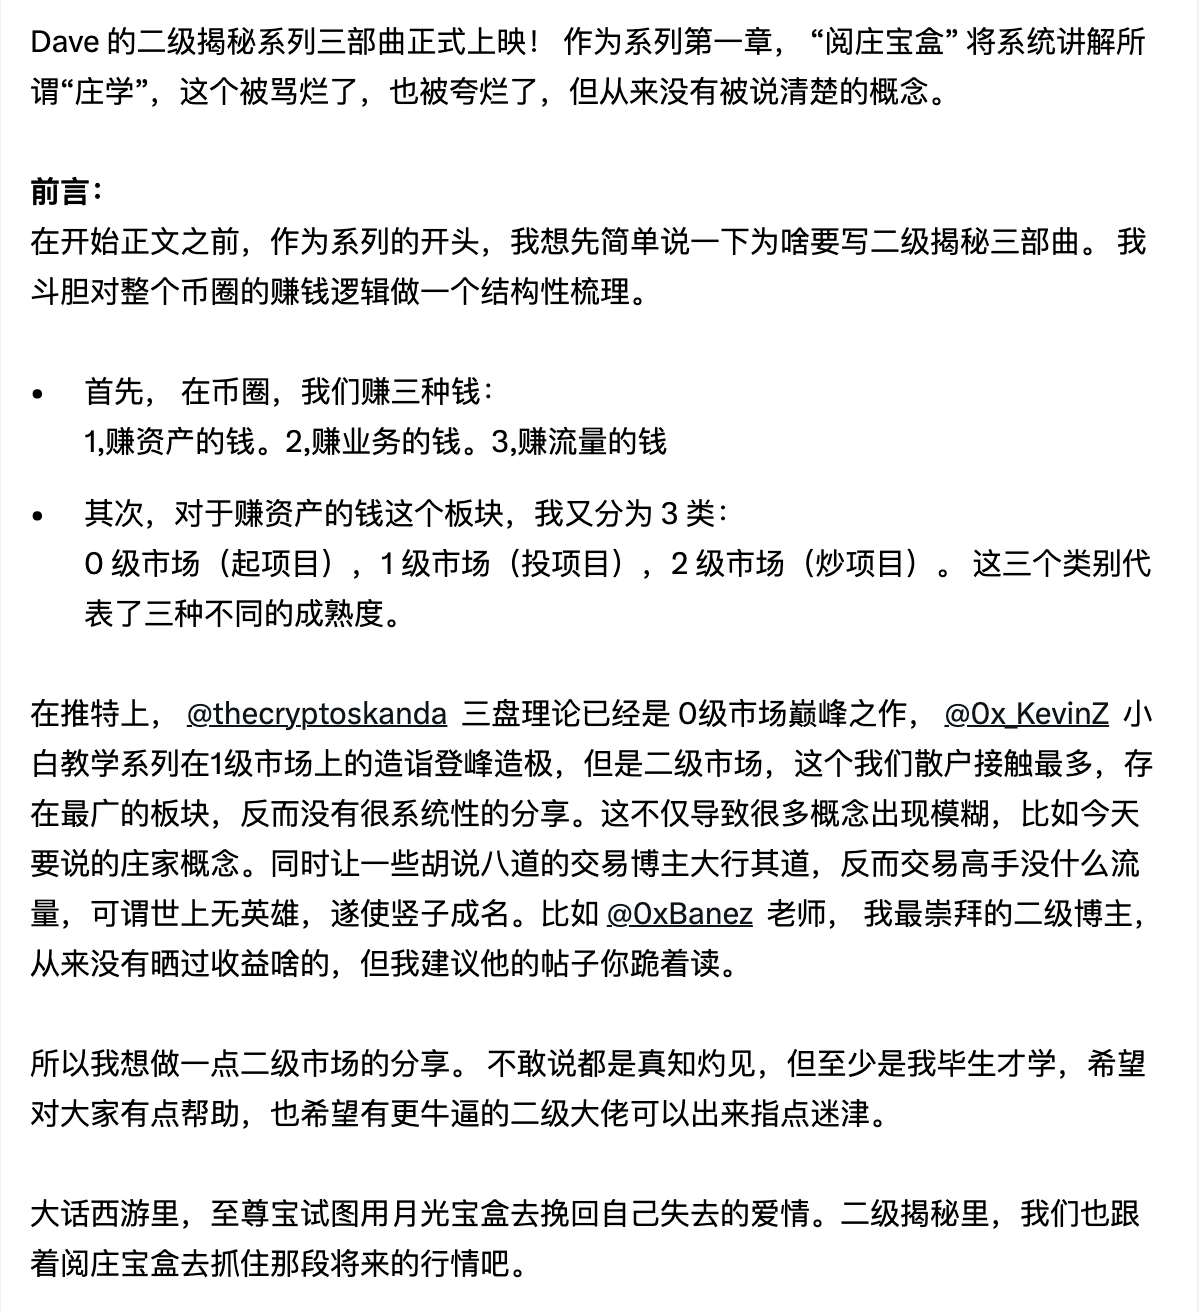 Dave 的二级揭秘系列三部曲正式上映！ 作为系列第一章， “阅庄宝盒” 将系统讲解所
谓“庄学”，这个被骂烂了，也被夸烂了，但从来没有被说清楚的概念。
前言：
在开始正文之前，作为系列的开头，我想先简单说一下为啥要写二级揭秘三部曲。 我
斗胆对整个币圈的赚钱逻辑做一个结构性梳理。
• 首先， 在币圈，我们赚三种钱：
1,赚资产的钱。2,赚业务的钱。3,赚流量的钱
• 其次，对于赚资产的钱这个板块，我又分为 3 类：
0 级市场（起项目），1 级市场（投项目），2 级市场（炒项目）。 这三个类别代
表了三种不同的成熟度。
在推特上， @thecryptoskanda 三盘理论已经是 0级市场巅峰之作， @0x_KevinZ 小
白教学系列在1级市场上的造诣登峰造极，但是二级市场，这个我们散户接触最多，存
在最广的板块，反而没有很系统性的分享。这不仅导致很多概念出现模糊，比如今天
要说的庄家概念。同时让一些胡说八道的交易博主大行其道，反而交易高手没什么流
量，可谓世上无英雄，遂使竖子成名。比如 @0xBanez 老师， 我最崇拜的二级博主，
从来没有晒过收益啥的，但我建议他的帖子你跪着读。
所以我想做一点二级市场的分享。 不敢说都是真知灼见，但至少是我毕生才学，希望
对大家有点帮助，也希望有更牛逼的二级大佬可以出来指点迷津。
大话西游里，至尊宝试图用月光宝盒去挽回自己失去的爱情。二级揭秘里，我们也跟
着阅庄宝盒去抓住那段将来的行情吧。